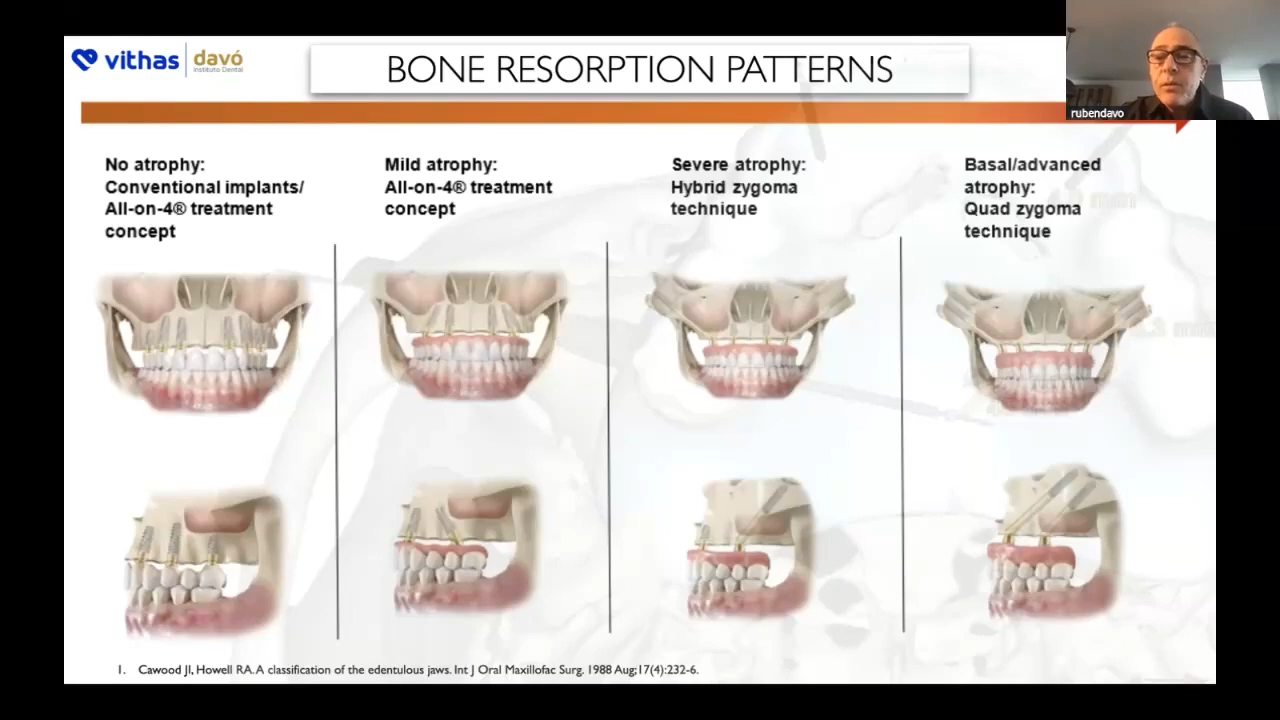 vithas
davó
Instituto Dental
BONE RESORPTION PATTERNS
rubendavo
No atrophy:
Conventional implants/
All-on-4® treatment
concept
Mild atrophy:
All-on-4® treatment
concept
Severe atrophy:
Hybrid zygoma
technique
Basal/advanced
atrophy:
Quad zygoma
technique
1. Cawood JI, Howell RA. A classification of the edentulous jaws. Int J Oral Maxillofac Surg. 1988 Aug;17(4):232-6.